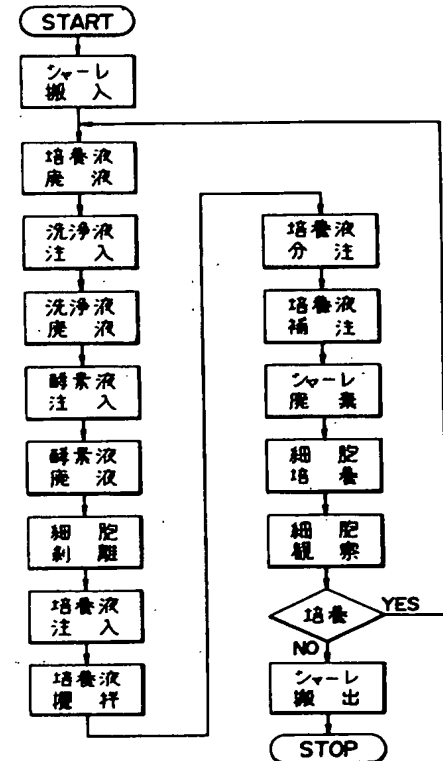 START
シャーレ
搬入
培養液
廃液
洗浄液
注入
洗浄液
廃液
酵素液
注入
酵素液
廃液
細胞
剥離
培養液
注入
培養液
攪拌
培養液
分注
培養液
補注
シャーレ
廃棄
細胞
培養
細胞
観察
培養
YES
NO
シャーレ
搬出
STOP